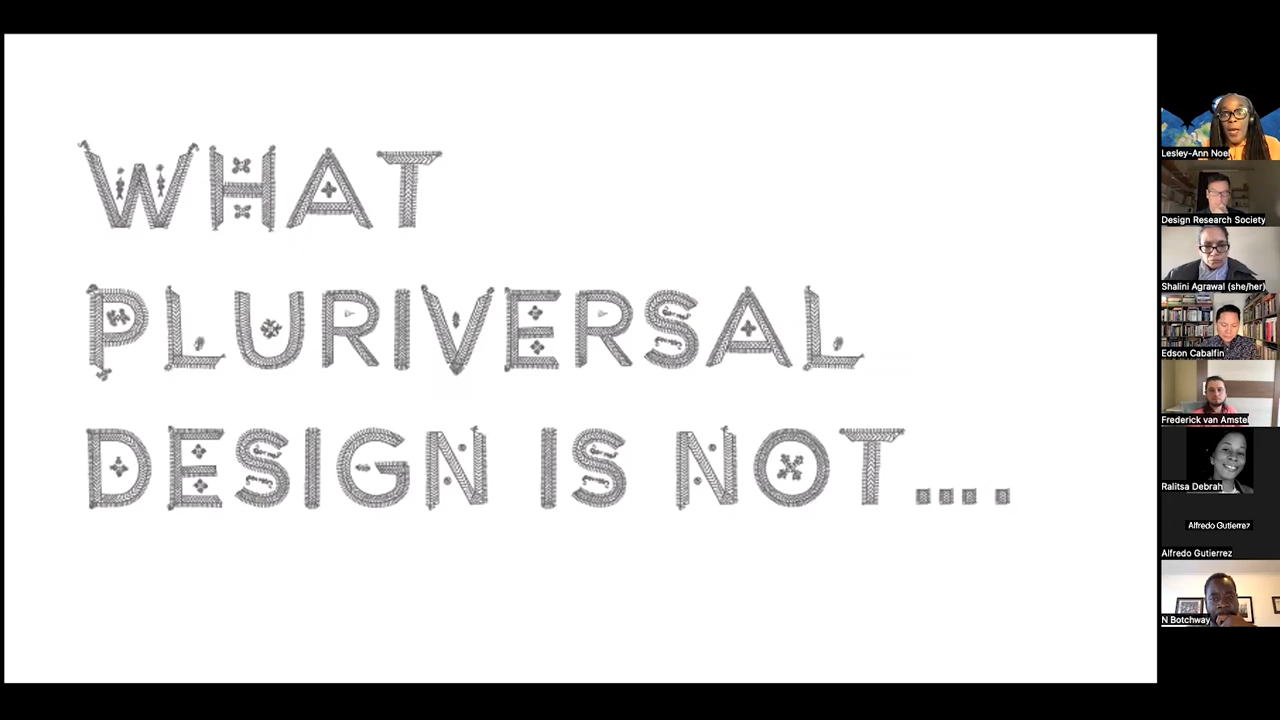 WHAT
PLURIVERSAL
DESIGN IS NOT....
Lesley-Ann Noel
Design Research Society
Shalini Agrawal (she/her)
Edson Cabalfin
Frederick van Amstel
Ralitsa Debrah
Alfredo Gutierrez
Alfredo Gutierrez
N Botchway